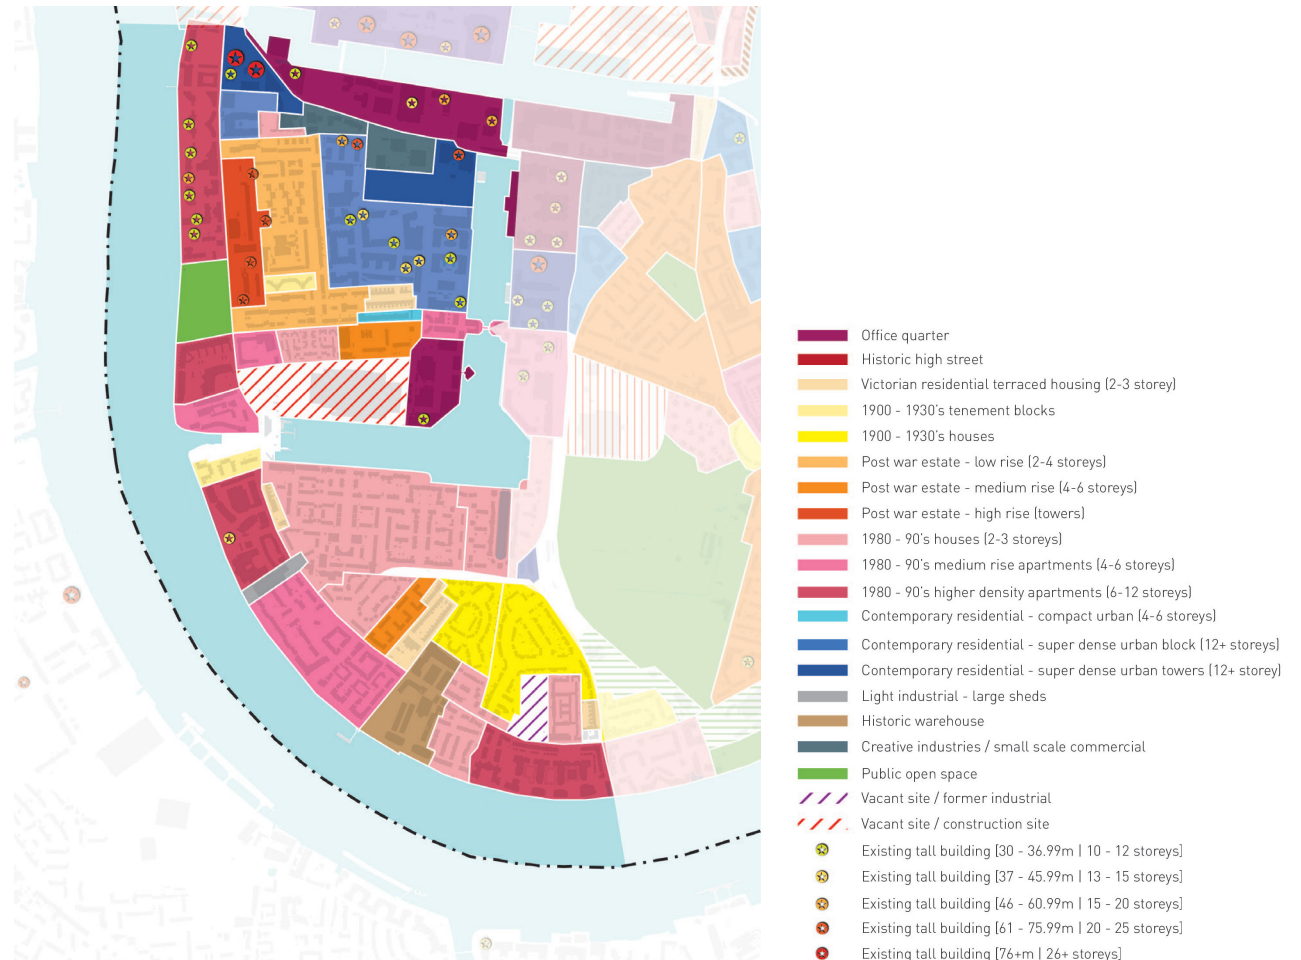 Office quarter
Historic high street
Victorian residential terraced housing (2-3 storey)
1900 - 1930's tenement blocks
1900 - 1930's houses
Post war estate - low rise (2-4 storeys)
Post war estate - medium rise (4-6 storeys)
Post war estate - high rise (towers)
1980 - 90's houses (2-3 storeys)
1980 - 90's medium rise apartments (4-6 storeys)
1980 - 90's higher density apartments (6-12 storeys)
Contemporary residential - compact urban (4-6 storeys)
Contemporary residential - super dense urban block (12+ storeys)
Contemporary residential - super dense urban towers (12+ storey)
Light industrial - large sheds
Historic warehouse
Creative industries / small scale commercial
Public open space
Vacant site / former industrial
Vacant site / construction site
Existing tall building [30 - 36.99m | 10 - 12 storeys]
Existing tall building [37 - 45.99m | 13 - 15 storeys]
Existing tall building [46 - 60.99m | 15 - 20 storeys]
Existing tall building [61 - 75.99m | 20 - 25 storeys]
Existing tall building [76+m | 26+ storeys]